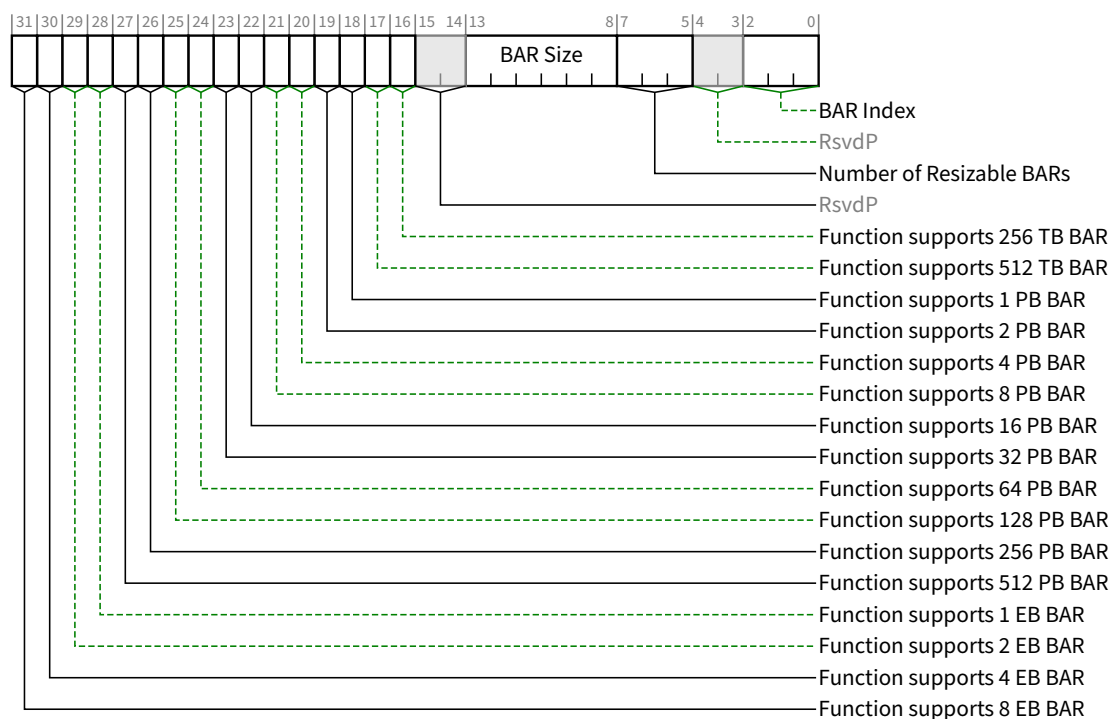 31 30 29 28 27 26 25 24 23 22 21 20 19 18 17 16 15 14 13 8 7 5 4 3 2 0
BAR Size
BAR Index
RsvdP
Number of Resizable BARs
RsvdP
Function supports 256 TB BAR
Function supports 512 TB BAR
Function supports 1 PB BAR
Function supports 2 PB BAR
Function supports 4 PB BAR
Function supports 8 PB BAR
Function supports 16 PB BAR
Function supports 32 PB BAR
Function supports 64 PB BAR
Function supports 128 PB BAR
Function supports 256 PB BAR
Function supports 512 PB BAR
Function supports 1 EB BAR
Function supports 2 EB BAR
Function supports 4 EB BAR
Function supports 8 EB BAR